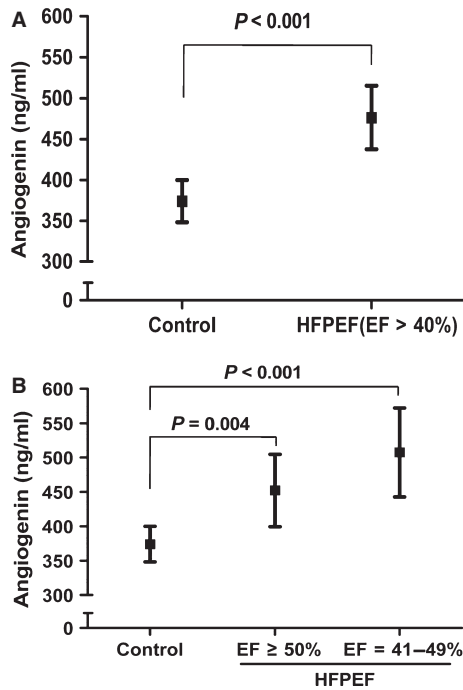 A
P < 0.001
Angiogenin (ng/ml)
600
550
500
450
400
350
300
0
Control
HFPEF(EF > 40%)
B
P < 0.001
P = 0.004
Angiogenin (ng/ml)
600
550
500
450
400
350
300
0
Control
EF ≥ 50%
EF = 41–49%
HFPEF